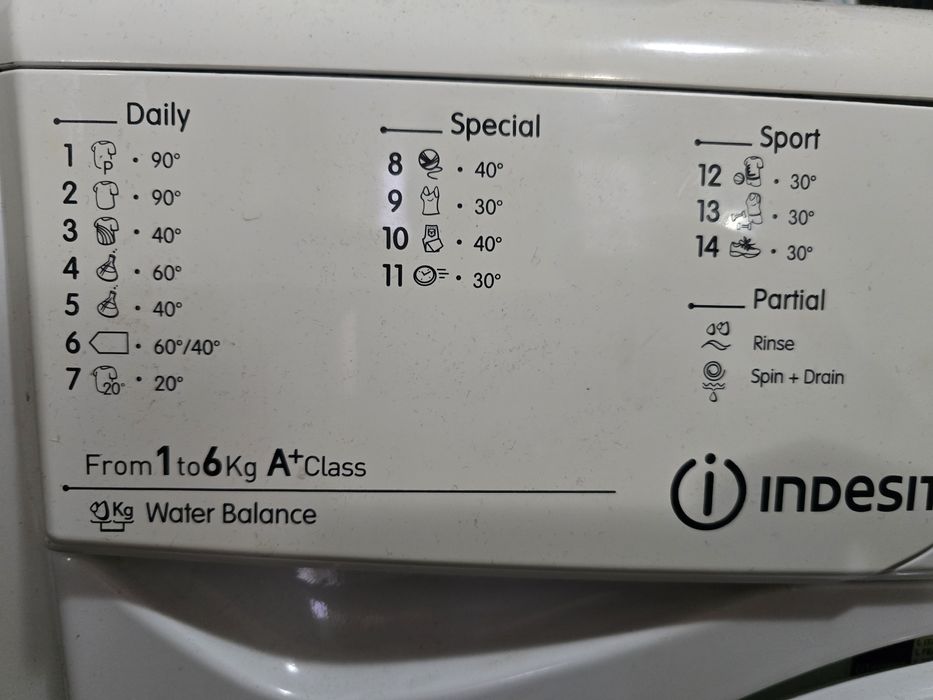 Daily
1 P • 90°
2 • 90°
3 • 40°
4 • 60°
5 • 40°
6 • 60°/40°
7 20° • 20°
Special
8 • 40°
9 • 30°
10 • 40°
11 • 30°
Sport
12 • 30°
13 • 30°
14 • 30°
Partial
Rinse
Spin + Drain
From 1 to 6 Kg A+ Class
Kg Water Balance
INDESIT